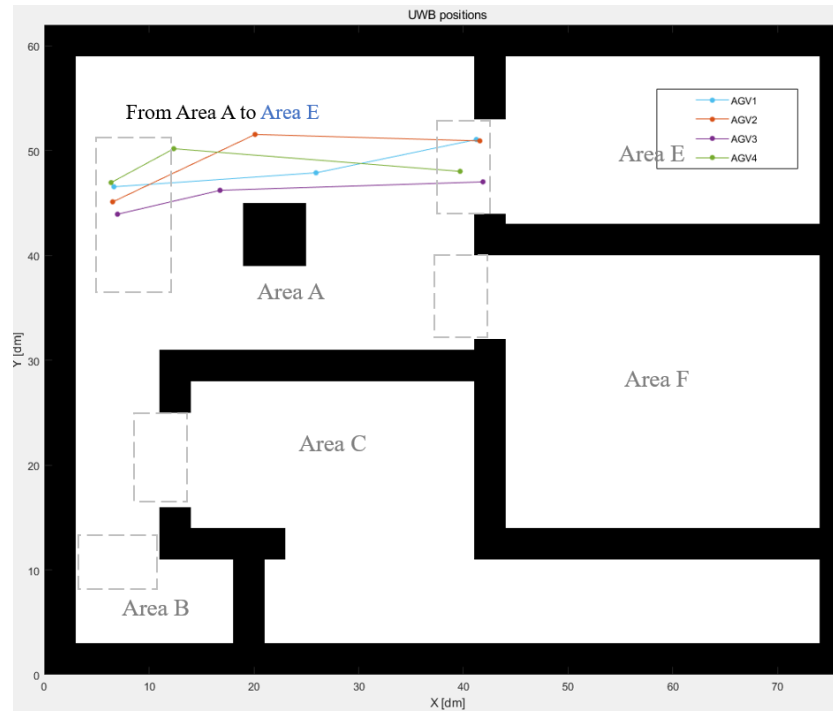 UWB positions
60
From Area A to Area E
AGV1
AGV2
AGV3
AGV4
50
Area E
40
Area A
Y [dm]
30
Area F
Area C
20
10
Area B
0
0 10 20 30 40 50 60 70
X [dm]